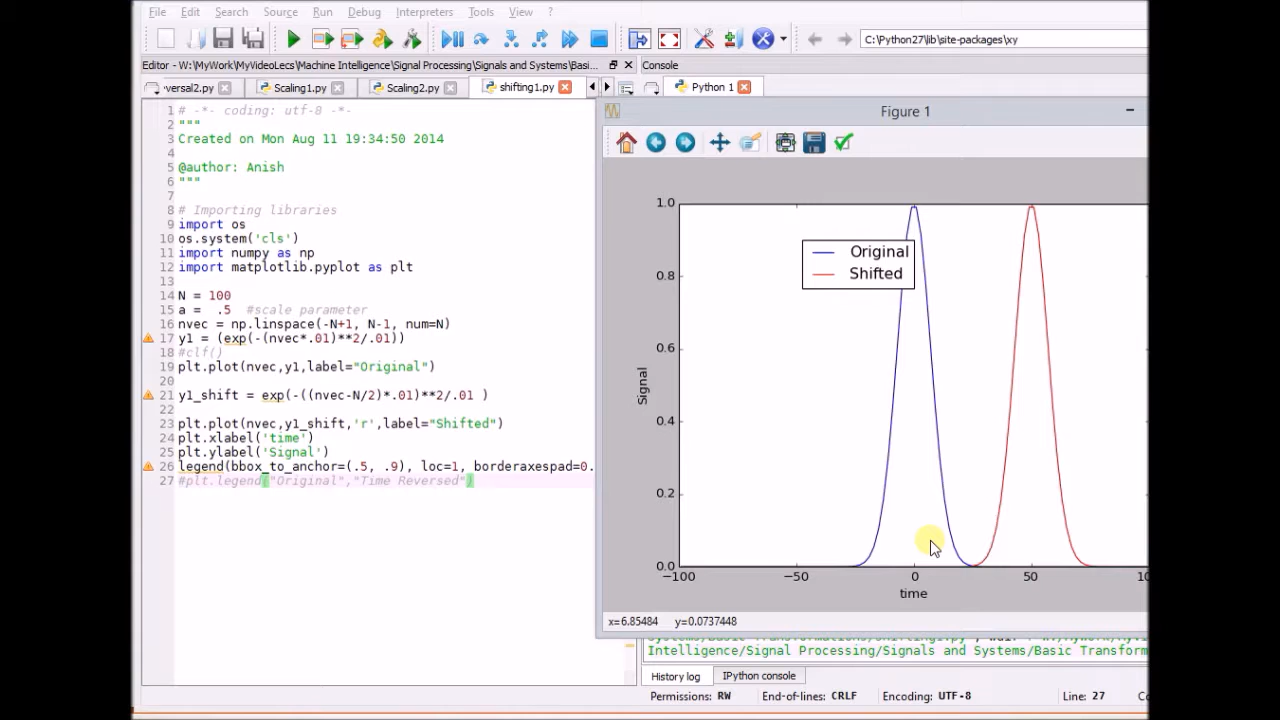 File Edit Search Source Run Debug Interpreters Tools View ?
C:\Python27\lib\site-packages\xy
Editor - W:\MyWork\MyVideoLecs\Machine Intelligence\Signal Processing\Signals and Systems\Basi...
Console
versal2.py Scaling1.py Scaling2.py shifting1.py
Python 1
1 # -*- coding: utf-8 -*-
2 """
3 Created on Mon Aug 11 19:34:50 2014
4
5 @author: Anish
6 """
7
8 # Importing libraries
9 import os
10 os.system('cls')
11 import numpy as np
12 import matplotlib.pyplot as plt
13
14 N = 100
15 a =  .5  #scale parameter
16 nvec = np.linspace(-N+1, N-1, num=N)
17 y1 = (exp(-(nvec*.01)**2/.01))
18 #clf()
19 plt.plot(nvec,y1,label="Original")
20
21 y1_shift = exp(-((nvec-N/2)*.01)**2/.01 )
22
23 plt.plot(nvec,y1_shift,'r',label="Shifted")
24 plt.xlabel('time')
25 plt.ylabel('Signal')
26 legend(bbox_to_anchor=(.5, .9), loc=1, borderaxespad=0.
27 #plt.legend("Original","Time Reversed")
Figure 1
1.0
0.8
0.6
0.4
0.2
0.0
Signal
Original
Shifted
−100 −50 0 50 10
time
x=6.85484 y=0.0737448
Intelligence/Signal Processing/Signals and Systems/Basic Transform
History log IPython console
Permissions: RW End-of-lines: CRLF Encoding: UTF-8 Line: 27 Co